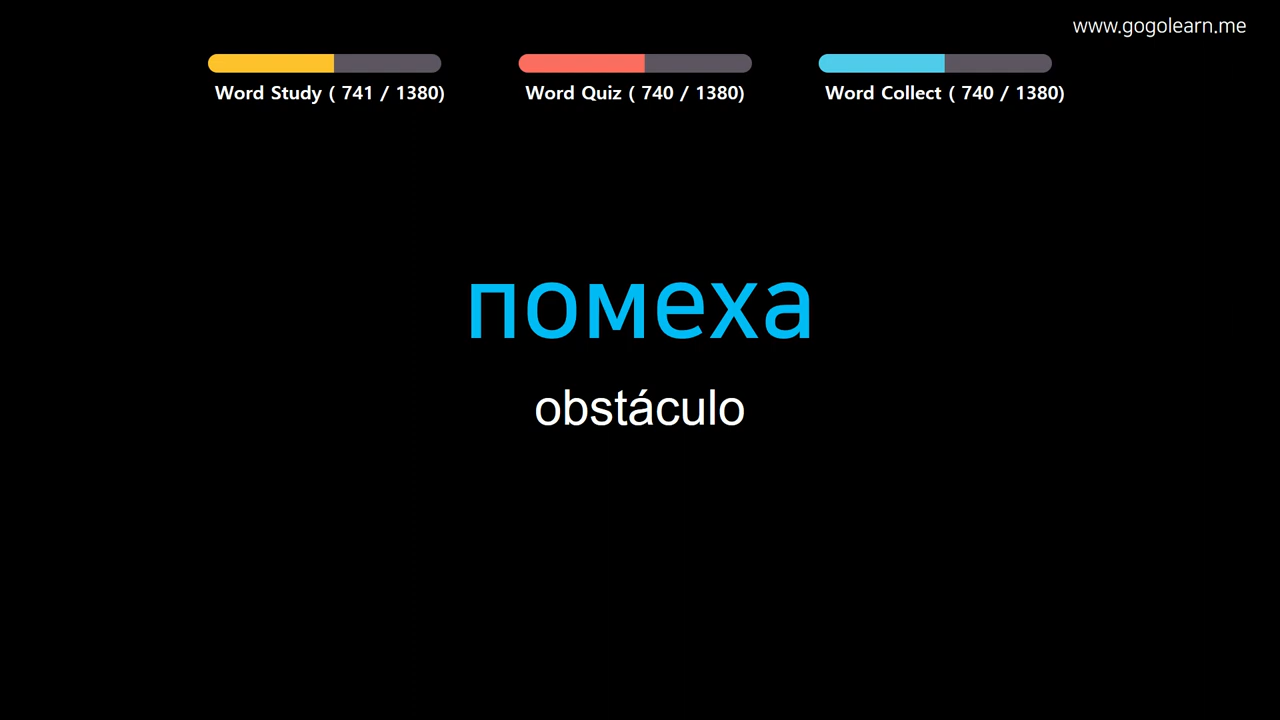 www.gogolearn.me
Word Study ( 741 / 1380)
Word Quiz ( 740 / 1380)
Word Collect ( 740 / 1380)
помеха
obstáculo